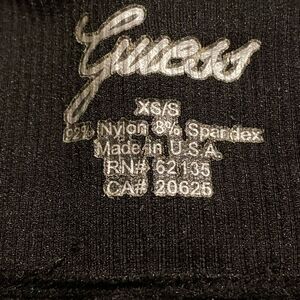 Guess
XS/S
92% Nylon 8% Spandex
Made in U.S.A.
RN# 62135
CA# 20625